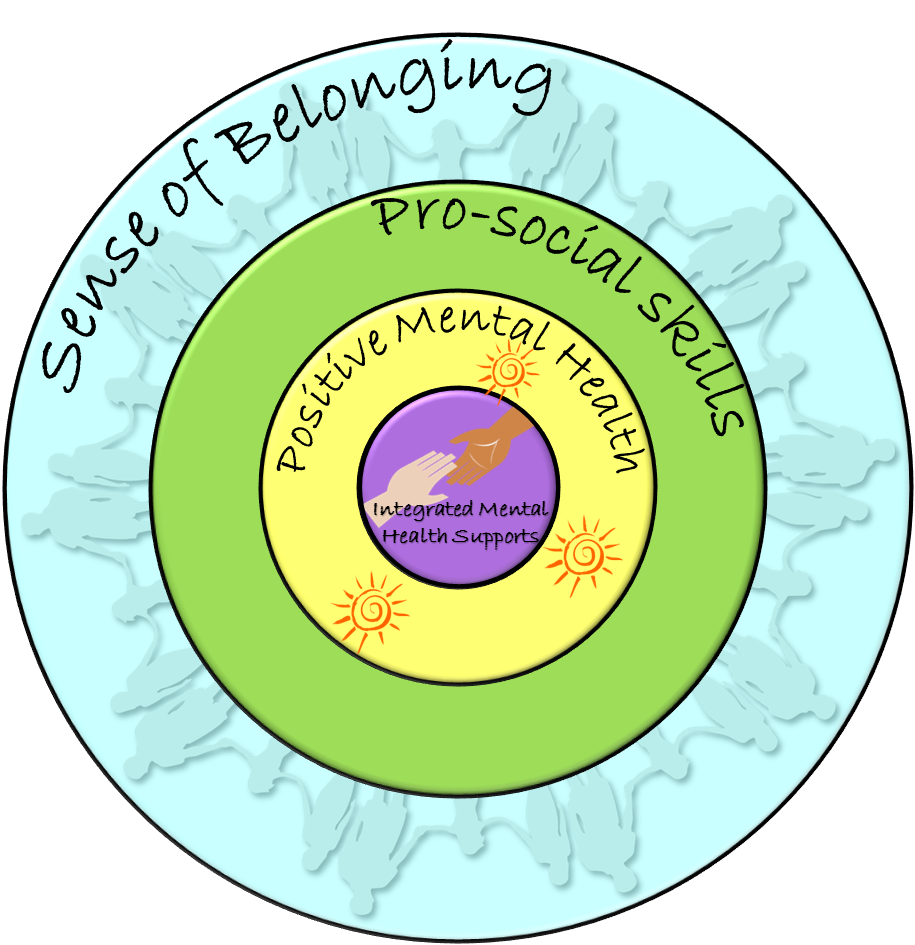 Sense of Belonging
Pro-social skills
Positive Mental Health
Integrated Mental
Health Supports